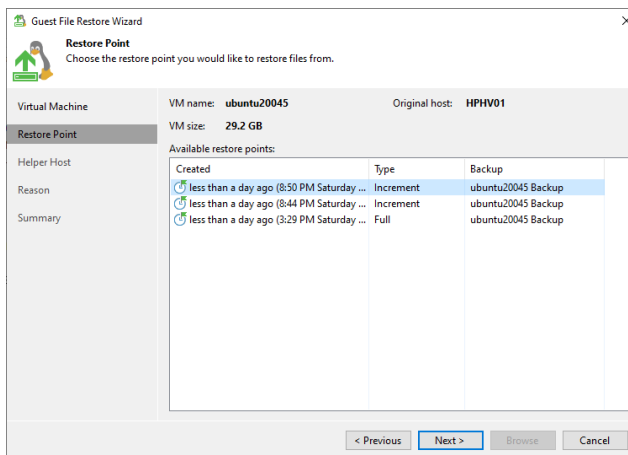 Guest File Restore Wizard
Restore Point
Choose the restore point you would like to restore files from.
Virtual Machine
Restore Point
Helper Host
Reason
Summary
VM name: ubuntu20045 Original host: HPHV01
VM size: 29.2 GB
Available restore points:
Created Type Backup
less than a day ago (8:50 PM Saturday ... Increment ubuntu20045 Backup
less than a day ago (8:44 PM Saturday ... Increment ubuntu20045 Backup
less than a day ago (3:29 PM Saturday ... Full ubuntu20045 Backup
< Previous Next > Browse Cancel